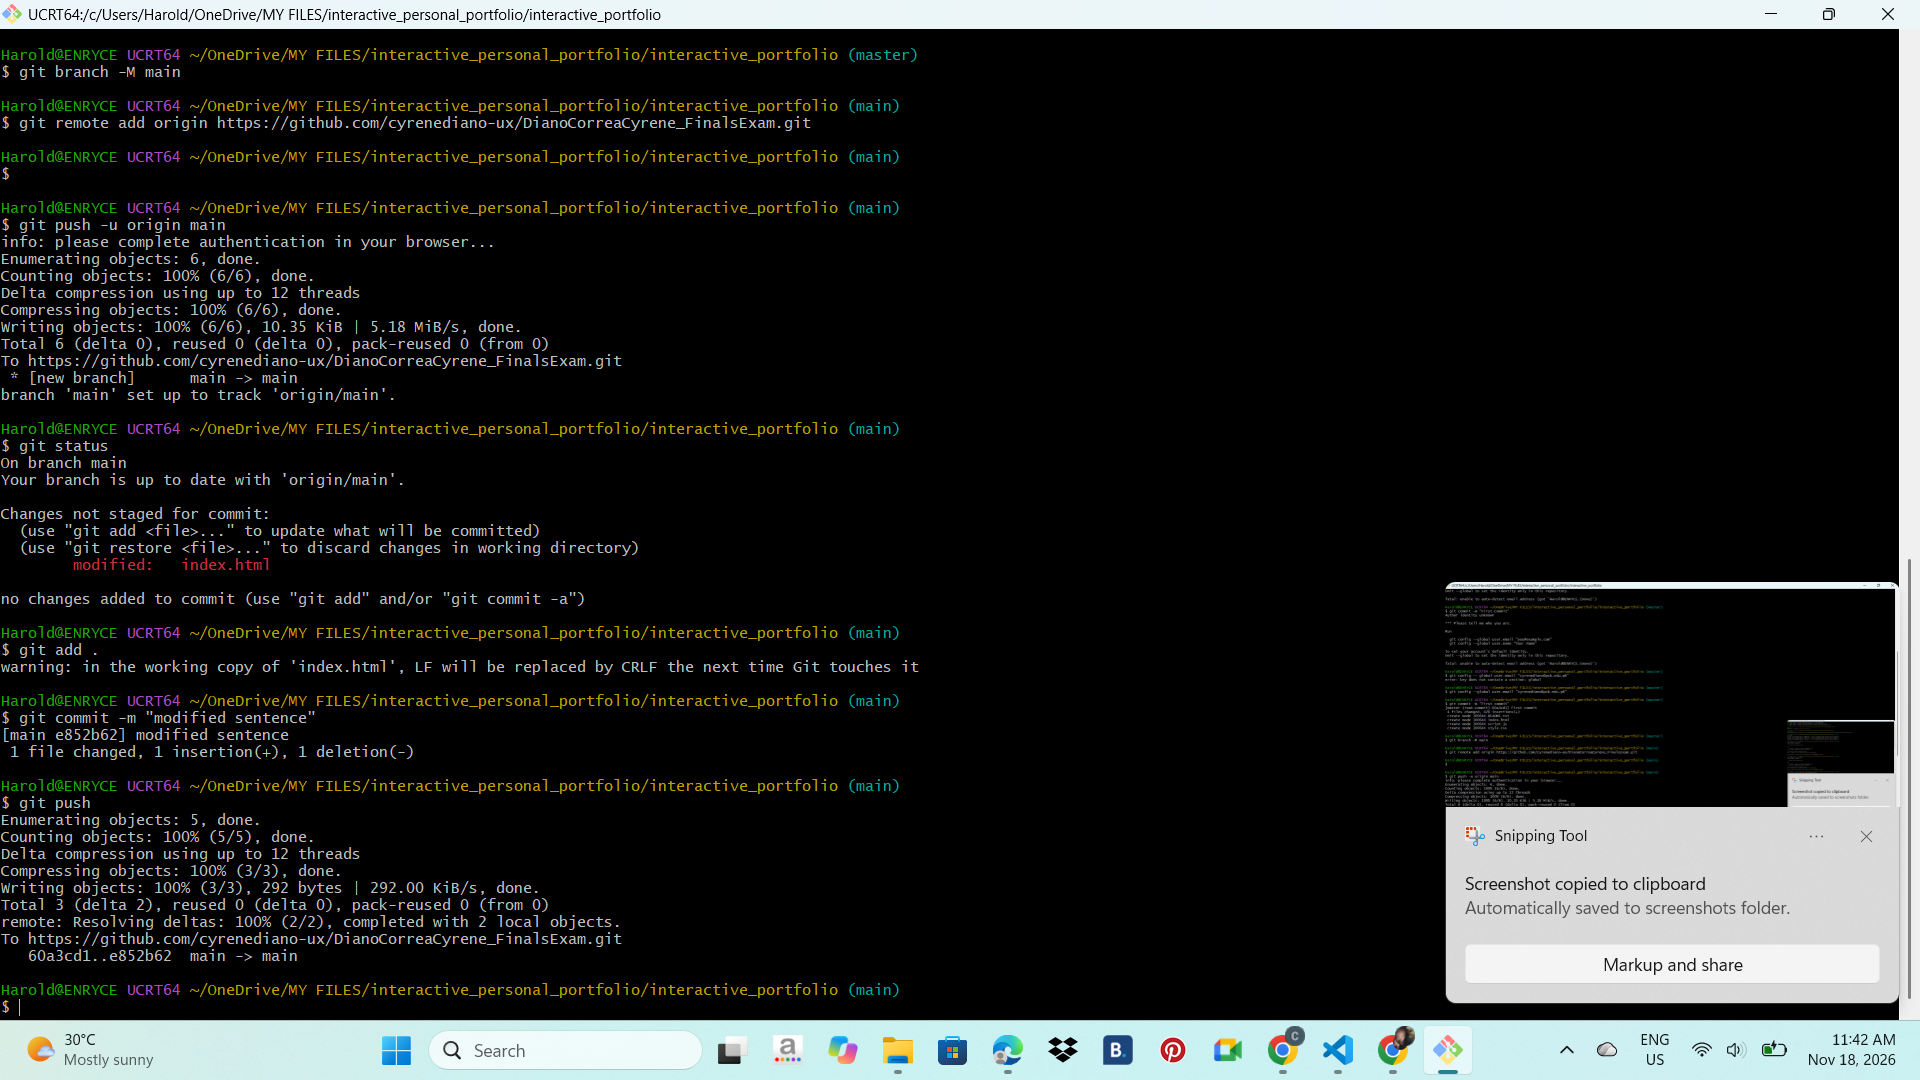 UCRT64:/c/Users/Harold/OneDrive/MY FILES/interactive_personal_portfolio/interactive_portfolio
Harold@ENRYCE UCRT64 ~/OneDrive/MY FILES/interactive_personal_portfolio/interactive_portfolio (master)
$ git branch -M main
Harold@ENRYCE UCRT64 ~/OneDrive/MY FILES/interactive_personal_portfolio/interactive_portfolio (main)
$ git remote add origin https://github.com/cyrenediano-ux/DianoCorreaCyrene_FinalsExam.git
Harold@ENRYCE UCRT64 ~/OneDrive/MY FILES/interactive_personal_portfolio/interactive_portfolio (main)
$
Harold@ENRYCE UCRT64 ~/OneDrive/MY FILES/interactive_personal_portfolio/interactive_portfolio (main)
$ git push -u origin main
info: please complete authentication in your browser...
Enumerating objects: 6, done.
Counting objects: 100% (6/6), done.
Delta compression using up to 12 threads
Compressing objects: 100% (6/6), done.
Writing objects: 100% (6/6), 10.35 KiB | 5.18 MiB/s, done.
Total 6 (delta 0), reused 0 (delta 0), pack-reused 0 (from 0)
To https://github.com/cyrenediano-ux/DianoCorreaCyrene_FinalsExam.git
 * [new branch]      main -> main
branch 'main' set up to track 'origin/main'.
Harold@ENRYCE UCRT64 ~/OneDrive/MY FILES/interactive_personal_portfolio/interactive_portfolio (main)
$ git status
On branch main
Your branch is up to date with 'origin/main'.
Changes not staged for commit:
  (use "git add <file>..." to update what will be committed)
  (use "git restore <file>..." to discard changes in working directory)
        modified:   index.html
no changes added to commit (use "git add" and/or "git commit -a")
Harold@ENRYCE UCRT64 ~/OneDrive/MY FILES/interactive_personal_portfolio/interactive_portfolio (main)
$ git add .
warning: in the working copy of 'index.html', LF will be replaced by CRLF the next time Git touches it
Harold@ENRYCE UCRT64 ~/OneDrive/MY FILES/interactive_personal_portfolio/interactive_portfolio (main)
$ git commit -m "modified sentence"
[main e852b62] modified sentence
 1 file changed, 1 insertion(+), 1 deletion(-)
Harold@ENRYCE UCRT64 ~/OneDrive/MY FILES/interactive_personal_portfolio/interactive_portfolio (main)
$ git push
Enumerating objects: 5, done.
Counting objects: 100% (5/5), done.
Delta compression using up to 12 threads
Compressing objects: 100% (3/3), done.
Writing objects: 100% (3/3), 292 bytes | 292.00 KiB/s, done.
Total 3 (delta 2), reused 0 (delta 0), pack-reused 0 (from 0)
remote: Resolving deltas: 100% (2/2), completed with 2 local objects.
To https://github.com/cyrenediano-ux/DianoCorreaCyrene_FinalsExam.git
   60a3cd1..e852b62  main -> main
Harold@ENRYCE UCRT64 ~/OneDrive/MY FILES/interactive_personal_portfolio/interactive_portfolio (main)
$
Snipping Tool
Screenshot copied to clipboard
Automatically saved to screenshots folder.
Markup and share
30°C
Mostly sunny
Search
a
B.
C
ENG
US
11:42 AM
Nov 18, 2026